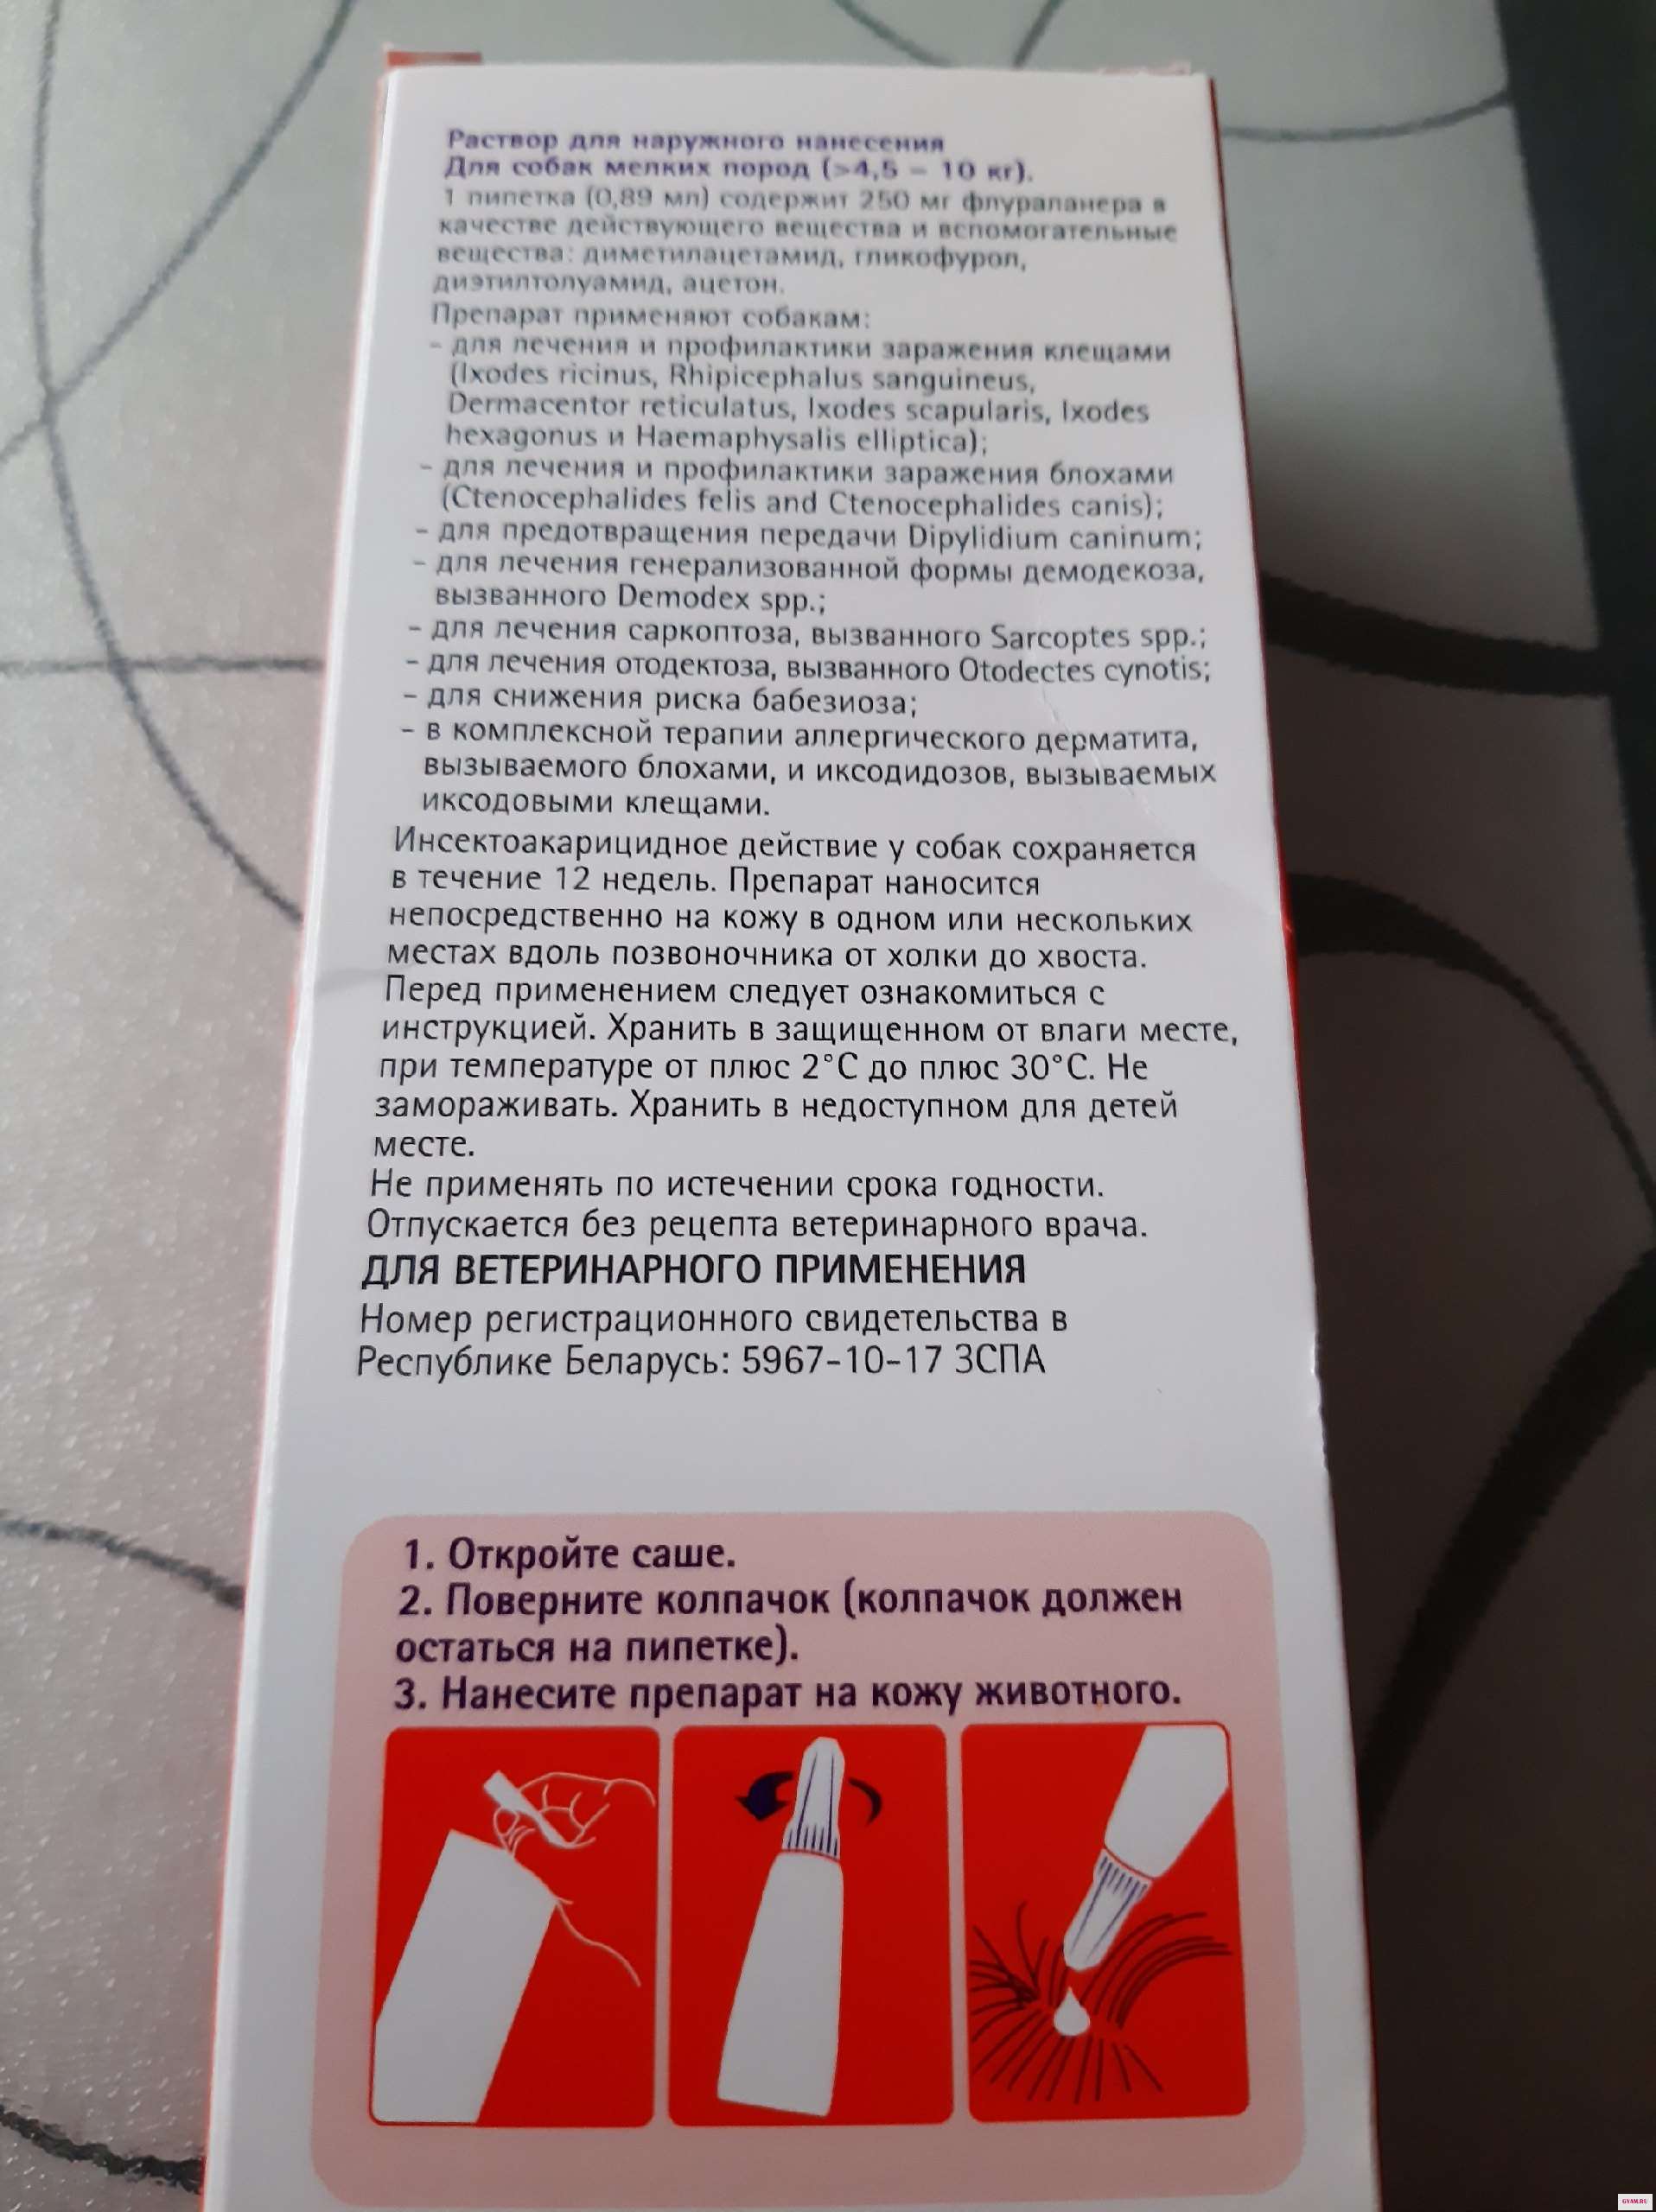 Раствор для наружного нанесения
Для собак мелких пород (>4,5 – 10 кг).
1 пипетка (0,89 мл) содержит 250 мг флураланера в
качестве действующего вещества и вспомогательные
вещества: диметилацетамид, гликофурол,
диэтилтолуамид, ацетон.
Препарат применяют собакам:
- для лечения и профилактики заражения клещами
(Ixodes ricinus, Rhipicephalus sanguineus,
Dermacentor reticulatus, Ixodes scapularis, Ixodes
hexagonus и Haemaphysalis elliptica);
- для лечения и профилактики заражения блохами
(Ctenocephalides felis and Ctenocephalides canis);
- для предотвращения передачи Dipylidium caninum;
- для лечения генерализованной формы демодекоза,
вызванного Demodex spp.;
- для лечения саркоптоза, вызванного Sarcoptes spp.;
- для лечения отодектоза, вызванного Otodectes cynotis;
- для снижения риска бабезиоза;
- в комплексной терапии аллергического дерматита,
вызываемого блохами, и иксодидозов, вызываемых
иксодовыми клещами.
Инсектоакарицидное действие у собак сохраняется
в течение 12 недель. Препарат наносится
непосредственно на кожу в одном или нескольких
местах вдоль позвоночника от холки до хвоста.
Перед применением следует ознакомиться с
инструкцией. Хранить в защищенном от влаги месте,
при температуре от плюс 2°C до плюс 30°C. Не
замораживать. Хранить в недоступном для детей
месте.
Не применять по истечении срока годности.
Отпускается без рецепта ветеринарного врача.
ДЛЯ ВЕТЕРИНАРНОГО ПРИМЕНЕНИЯ
Номер регистрационного свидетельства в
Республике Беларусь: 5967-10-17 ЗСПА
1. Откройте саше.
2. Поверните колпачок (колпачок должен
остаться на пипетке).
3. Нанесите препарат на кожу животного.
GYAM.RU